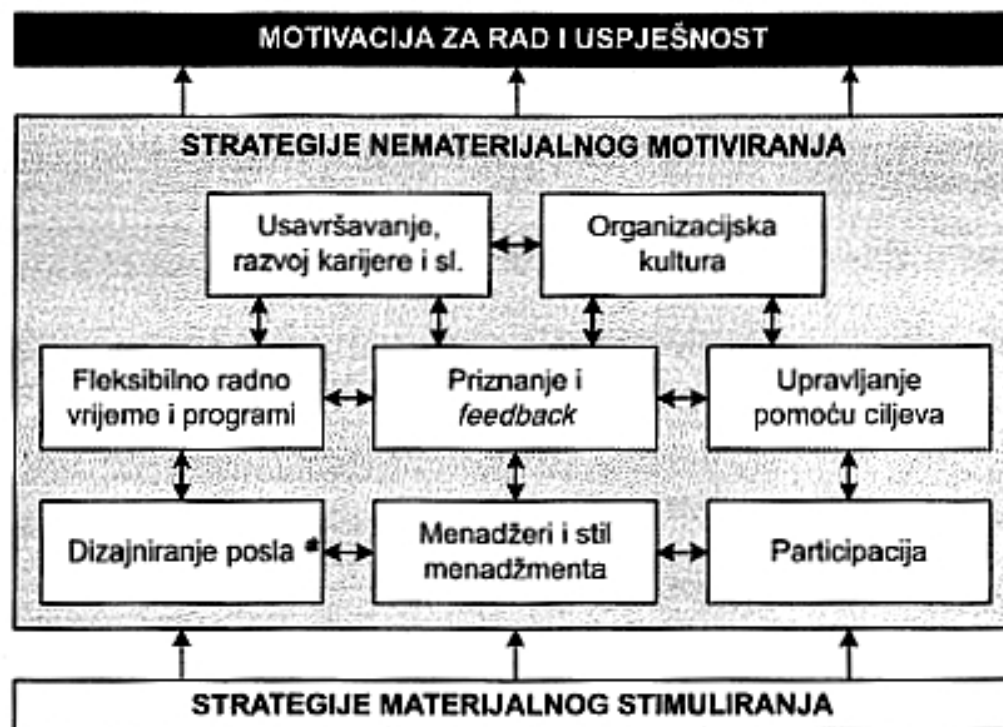 MOTIVACIJA ZA RAD I USPJEŠNOST
STRATEGIJE NEMATERIJALNOG MOTIVIRANJA
Usavršavanje,
razvoj karijere i sl.
Organizacijska
kultura
Fleksibilno radno
vrijeme i programi
Priznanje i
feedback
Upravljanje
pomoću ciljeva
Dizajniranje posla
Menadžeri i stil
menadžmenta
Participacija
STRATEGIJE MATERIJALNOG STIMULIRANJA